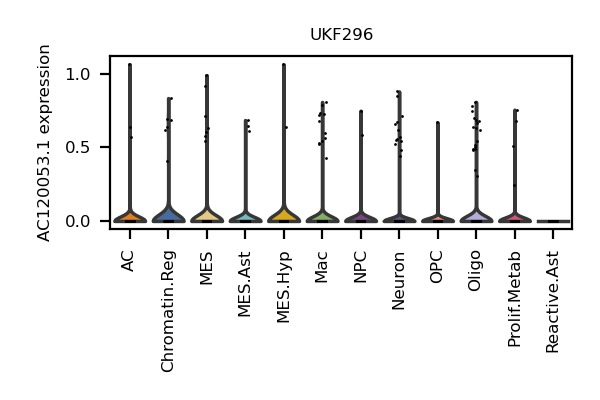 UKF296
AC120053.1 expression
1.0
0.5
0.0
AC
Chromatin.Reg
MES
MES.Ast
MES.Hyp
Mac
NPC
Neuron
OPC
Oligo
Prolif.Metab
Reactive.Ast